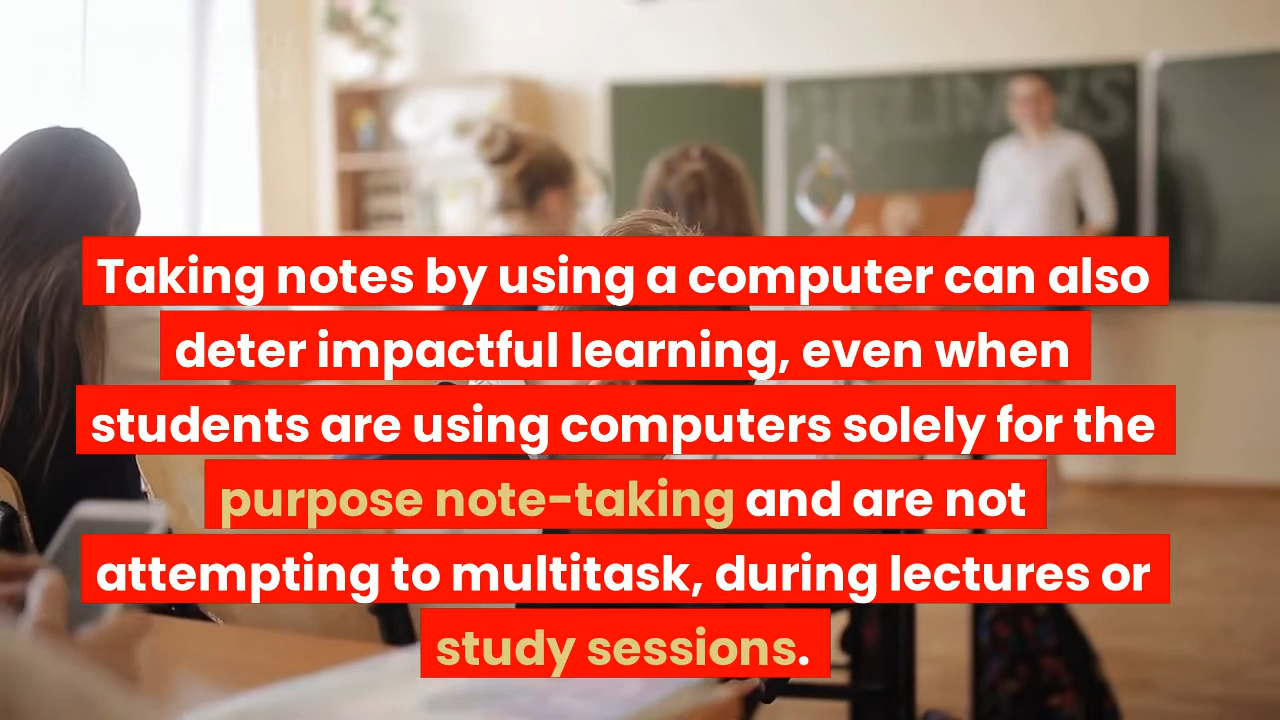 Taking notes by using a computer can also
deter impactful learning, even when
students are using computers solely for the
purpose note-taking and are not
attempting to multitask, during lectures or
study sessions.